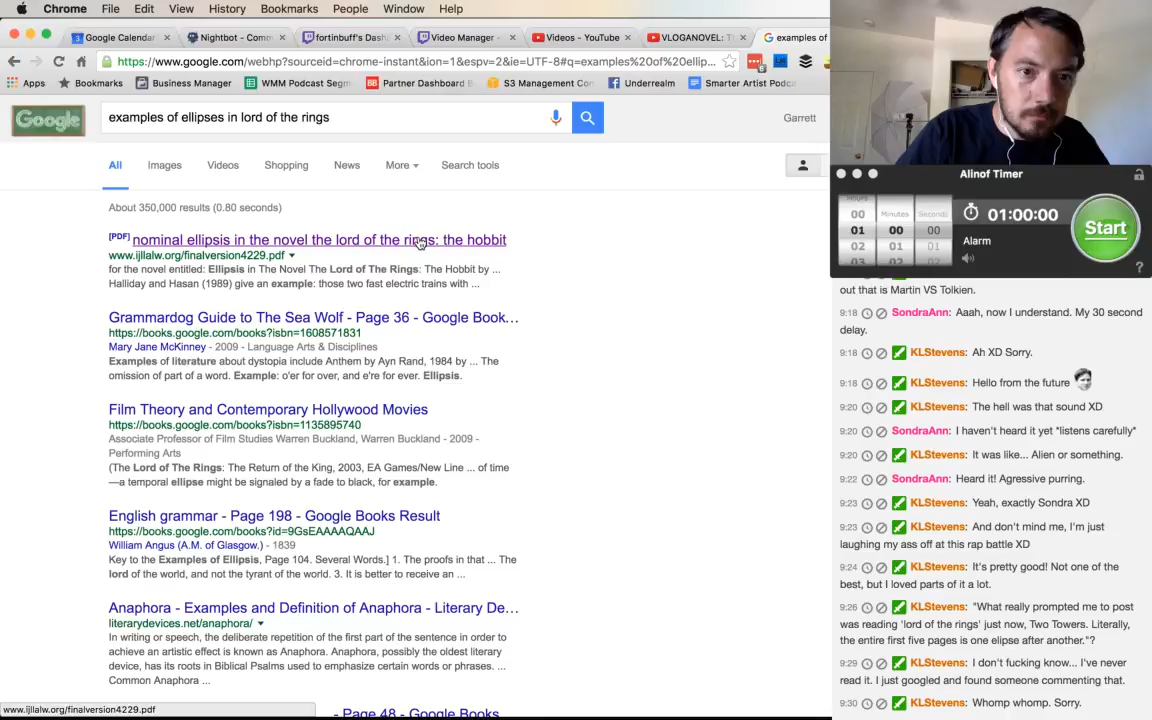 Chrome File Edit View History Bookmarks People Window Help
Google Calendar Nightbot - Comm fortinbuff's Dash Video Manager - Videos - YouTube VLOGANOVEL: T examples of
https://www.google.com/webhp?sourceid=chrome-instant&ion=1&espv=2&ie=UTF-8#q=examples%20of%20ellip...
Apps Bookmarks Business Manager WMM Podcast Segm Partner Dashboard S3 Management Con Underrealm Smarter Artist Podca
Google
examples of ellipses in lord of the rings
Garrett
All Images Videos Shopping News More Search tools
About 350,000 results (0.80 seconds)
[PDF] nominal ellipsis in the novel the lord of the rings: the hobbit
www.ijllalw.org/finalversion4229.pdf
for the novel entitled: Ellipsis in The Novel The Lord of The Rings: The Hobbit by ...
Halliday and Hasan (1989) give an example: those two fast electric trains with ...
Grammardog Guide to The Sea Wolf - Page 36 - Google Book...
https://books.google.com/books?isbn=1608571831
Mary Jane McKinney - 2009 - Language Arts & Disciplines
Examples of literature about dystopia include Anthem by Ayn Rand, 1984 by ... The
omission of part of a word. Example: o'er for over, and e're for ever. Ellipsis.
Film Theory and Contemporary Hollywood Movies
https://books.google.com/books?isbn=1135895740
Associate Professor of Film Studies Warren Buckland, Warren Buckland - 2009 -
Performing Arts
(The Lord of The Rings: The Return of the King, 2003, EA Games/New Line ... of time
—a temporal ellipse might be signaled by a fade to black, for example.
English grammar - Page 198 - Google Books Result
https://books.google.com/books?id=9GsEAAAAQAAJ
William Angus (A.M. of Glasgow.) - 1839
Key to the Examples of Ellipsis, Page 104. Several Words.] 1. The proofs in that ... The
lord of the world, and not the tyrant of the world. 3. It is better to receive an ...
Anaphora - Examples and Definition of Anaphora - Literary De...
literarydevices.net/anaphora/
In writing or speech, the deliberate repetition of the first part of the sentence in order to
achieve an artistic effect is known as Anaphora. Anaphora, possibly the oldest literary
device, has its roots in Biblical Psalms used to emphasize certain words or phrases. ...
Common Anaphora ...
- Page 48 - Google Books
www.ijllalw.org/finalversion4229.pdf
Alinof Timer
Hours Minutes Seconds
00
01 00 00
02 01 01
03 02 02
01:00:00
Alarm
Start
?
out that is Martin VS Tolkien.
9:18 SondraAnn: Aaah, now I understand. My 30 second
delay.
9:18 KLStevens: Ah XD Sorry.
9:18 KLStevens: Hello from the future
9:20 KLStevens: The hell was that sound XD
9:20 SondraAnn: I haven't heard it yet *listens carefully*
9:20 KLStevens: It was like... Alien or something.
9:22 SondraAnn: Heard it! Agressive purring.
9:23 KLStevens: Yeah, exactly Sondra XD
9:23 KLStevens: And don't mind me, I'm just
laughing my ass off at this rap battle XD
9:24 KLStevens: It's pretty good! Not one of the
best, but I loved parts of it a lot.
9:26 KLStevens: "What really prompted me to post
was reading 'lord of the rings' just now, Two Towers. Literally,
the entire first five pages is one elipse after another."?
9:29 KLStevens: I don't fucking know... I've never
read it. I just googled and found someone commenting that.
9:30 KLStevens: Whomp whomp. Sorry.